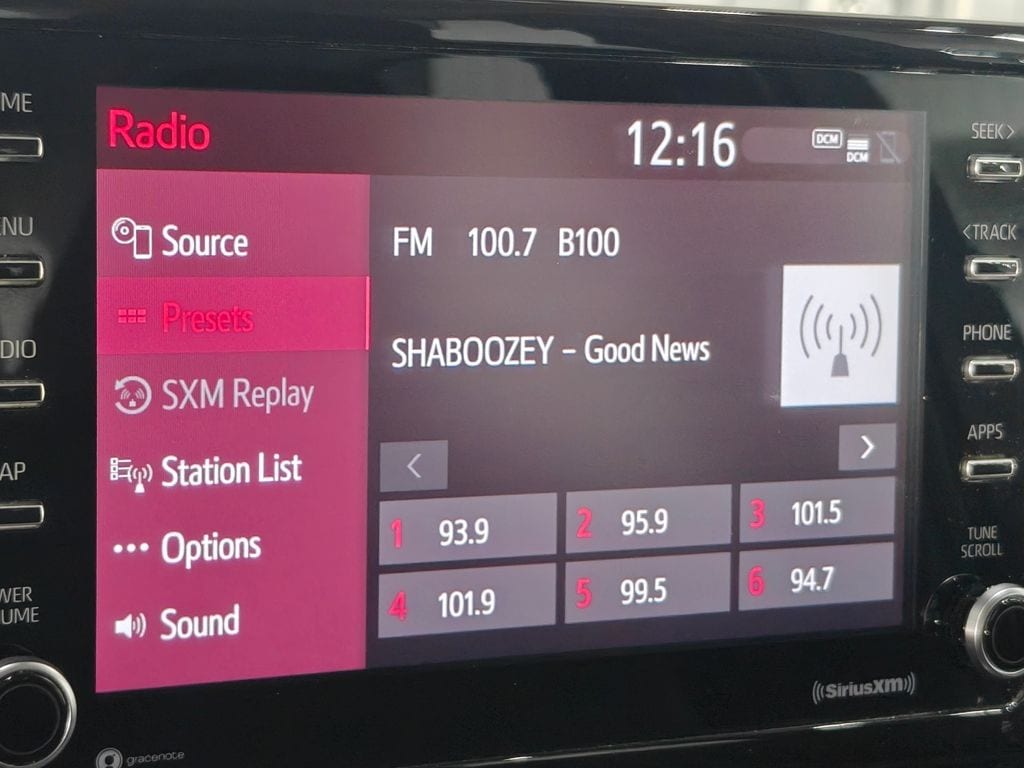 Radio
12:16
DCM
DCM
Source
Presets
SXM Replay
Station List
Options
Sound
FM 100.7 B100
SHABOOZEY – Good News
<
>
1 93.9
2 95.9
3 101.5
4 101.9
5 99.5
6 94.7
ME
ENU
DIO
AP
WER
UME
SEEK>
<TRACK
PHONE
APPS
TUNE
SCROLL
SiriusXM
gracenote